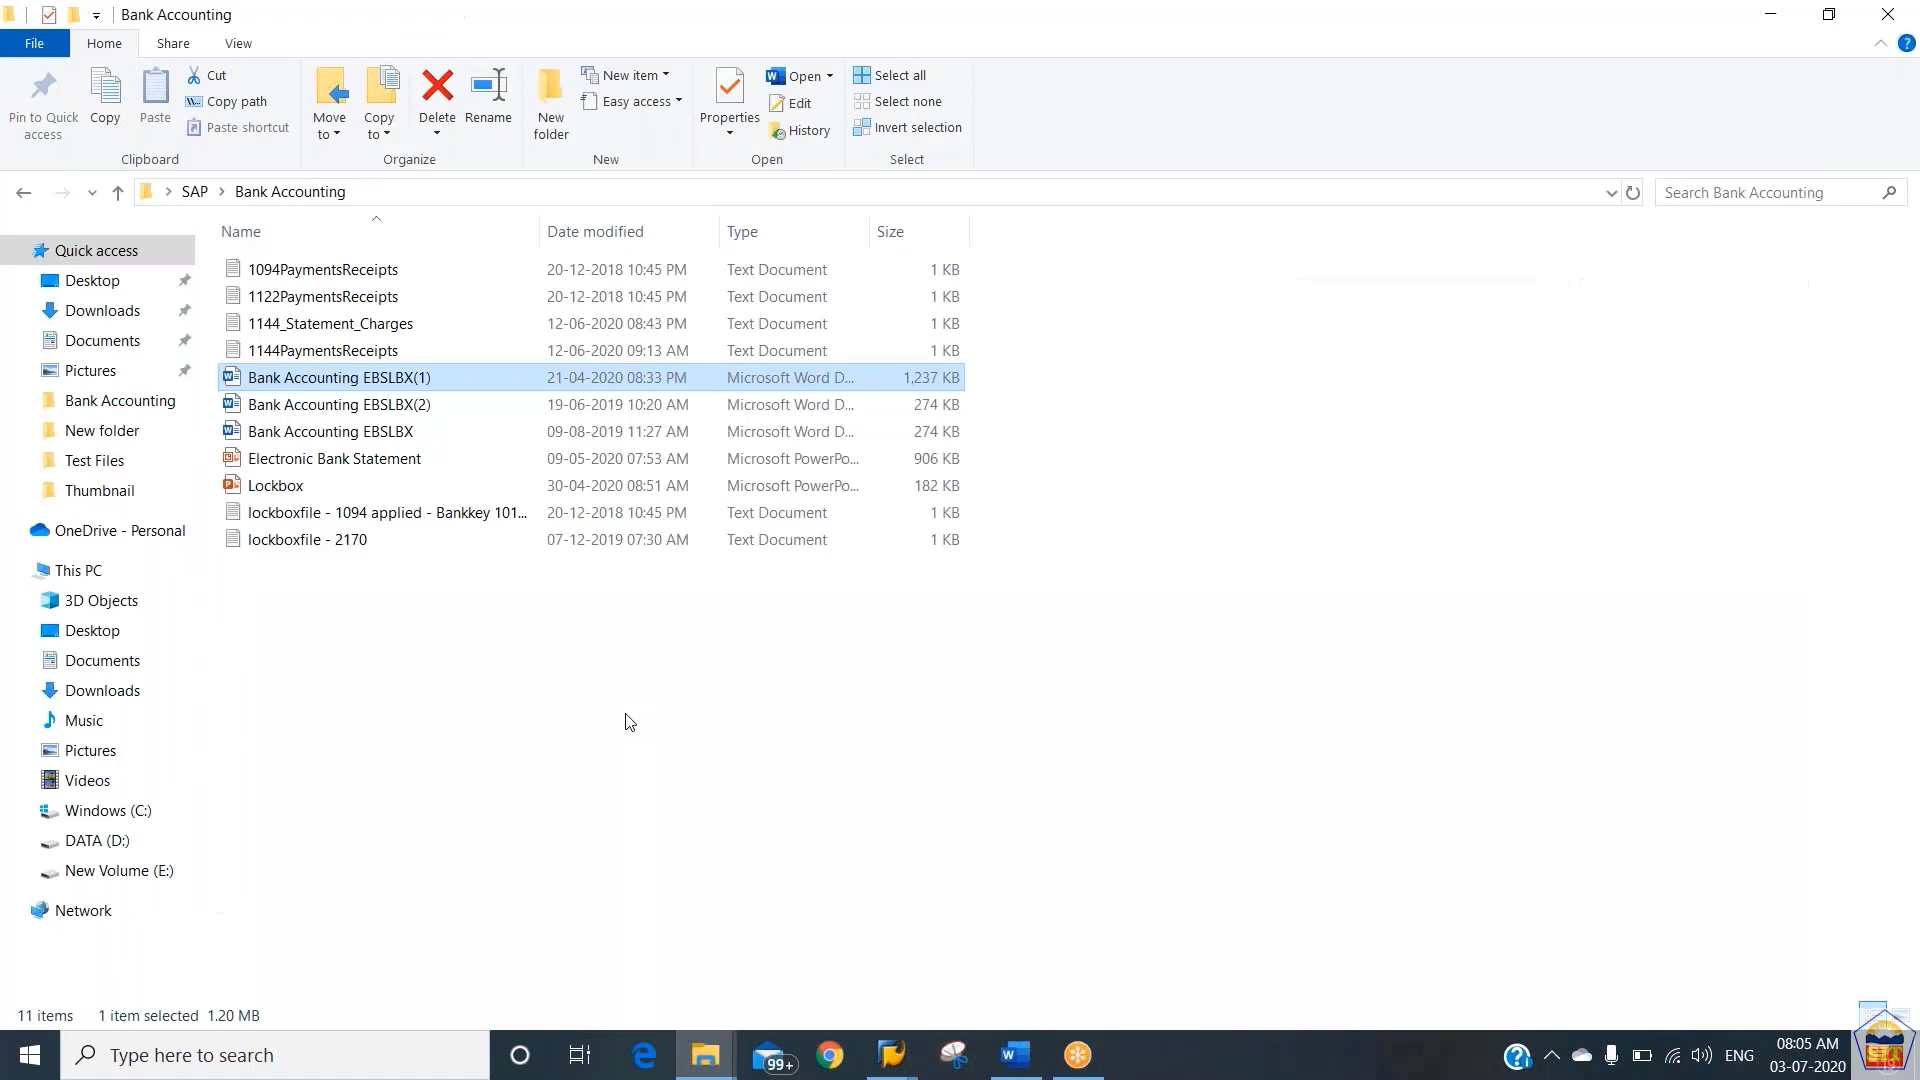 Bank Accounting
File Home Share View
Pin to Quick access
Copy
Paste
Cut
Copy path
Paste shortcut
Clipboard
Move to
Copy to
Delete
Rename
Organize
New folder
New item
Easy access
New
Properties
Open
Edit
History
Open
Select all
Select none
Invert selection
Select
SAP Bank Accounting
Search Bank Accounting
Name Date modified Type Size
1094PaymentsReceipts 20-12-2018 10:45 PM Text Document 1 KB
1122PaymentsReceipts 20-12-2018 10:45 PM Text Document 1 KB
1144_Statement_Charges 12-06-2020 08:43 PM Text Document 1 KB
1144PaymentsReceipts 12-06-2020 09:13 AM Text Document 1 KB
Bank Accounting EBSLBX(1) 21-04-2020 08:33 PM Microsoft Word D... 1,237 KB
Bank Accounting EBSLBX(2) 19-06-2019 10:20 AM Microsoft Word D... 274 KB
Bank Accounting EBSLBX 09-08-2019 11:27 AM Microsoft Word D... 274 KB
Electronic Bank Statement 09-05-2020 07:53 AM Microsoft PowerPo... 906 KB
Lockbox 30-04-2020 08:51 AM Microsoft PowerPo... 182 KB
lockboxfile - 1094 applied - Bankkey 101... 20-12-2018 10:45 PM Text Document 1 KB
lockboxfile - 2170 07-12-2019 07:30 AM Text Document 1 KB
Quick access
Desktop
Downloads
Documents
Pictures
Bank Accounting
New folder
Test Files
Thumbnail
OneDrive - Personal
This PC
3D Objects
Desktop
Documents
Downloads
Music
Pictures
Videos
Windows (C:)
DATA (D:)
New Volume (E:)
Network
11 items 1 item selected 1.20 MB
Type here to search
99+
ENG
08:05 AM
03-07-2020